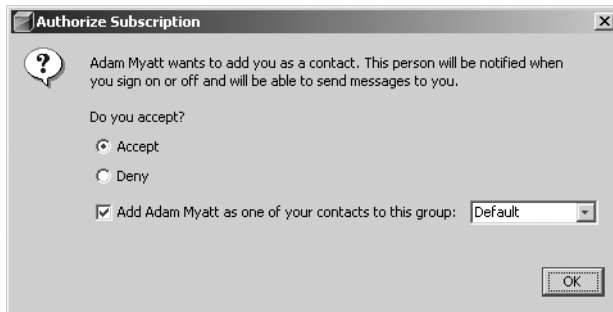 Authorize Subscription
Adam Myatt wants to add you as a contact. This person will be notified when
you sign on or off and will be able to send messages to you.
Do you accept?
Accept
Deny
Add Adam Myatt as one of your contacts to this group: Default
OK